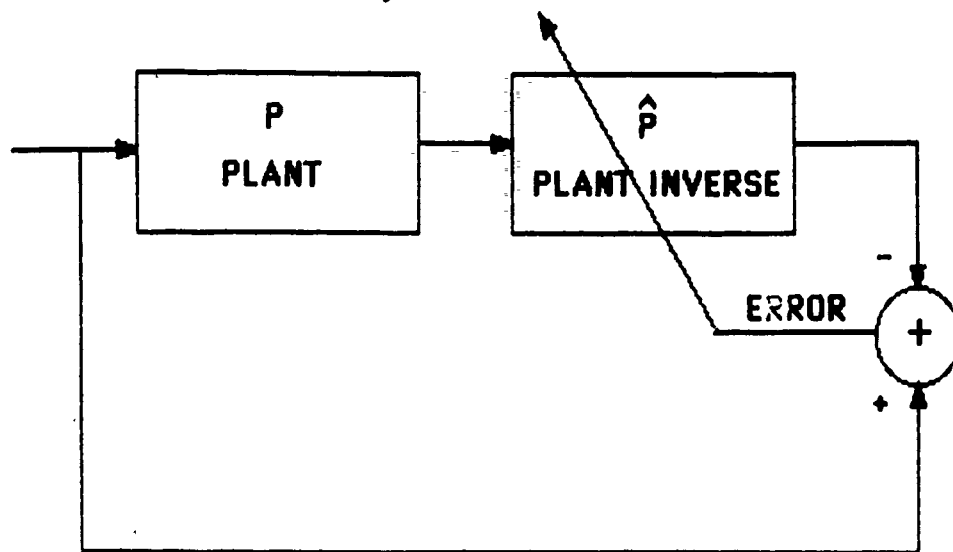 P
PLANT
P̂
PLANT INVERSE
-
ERROR
+
+